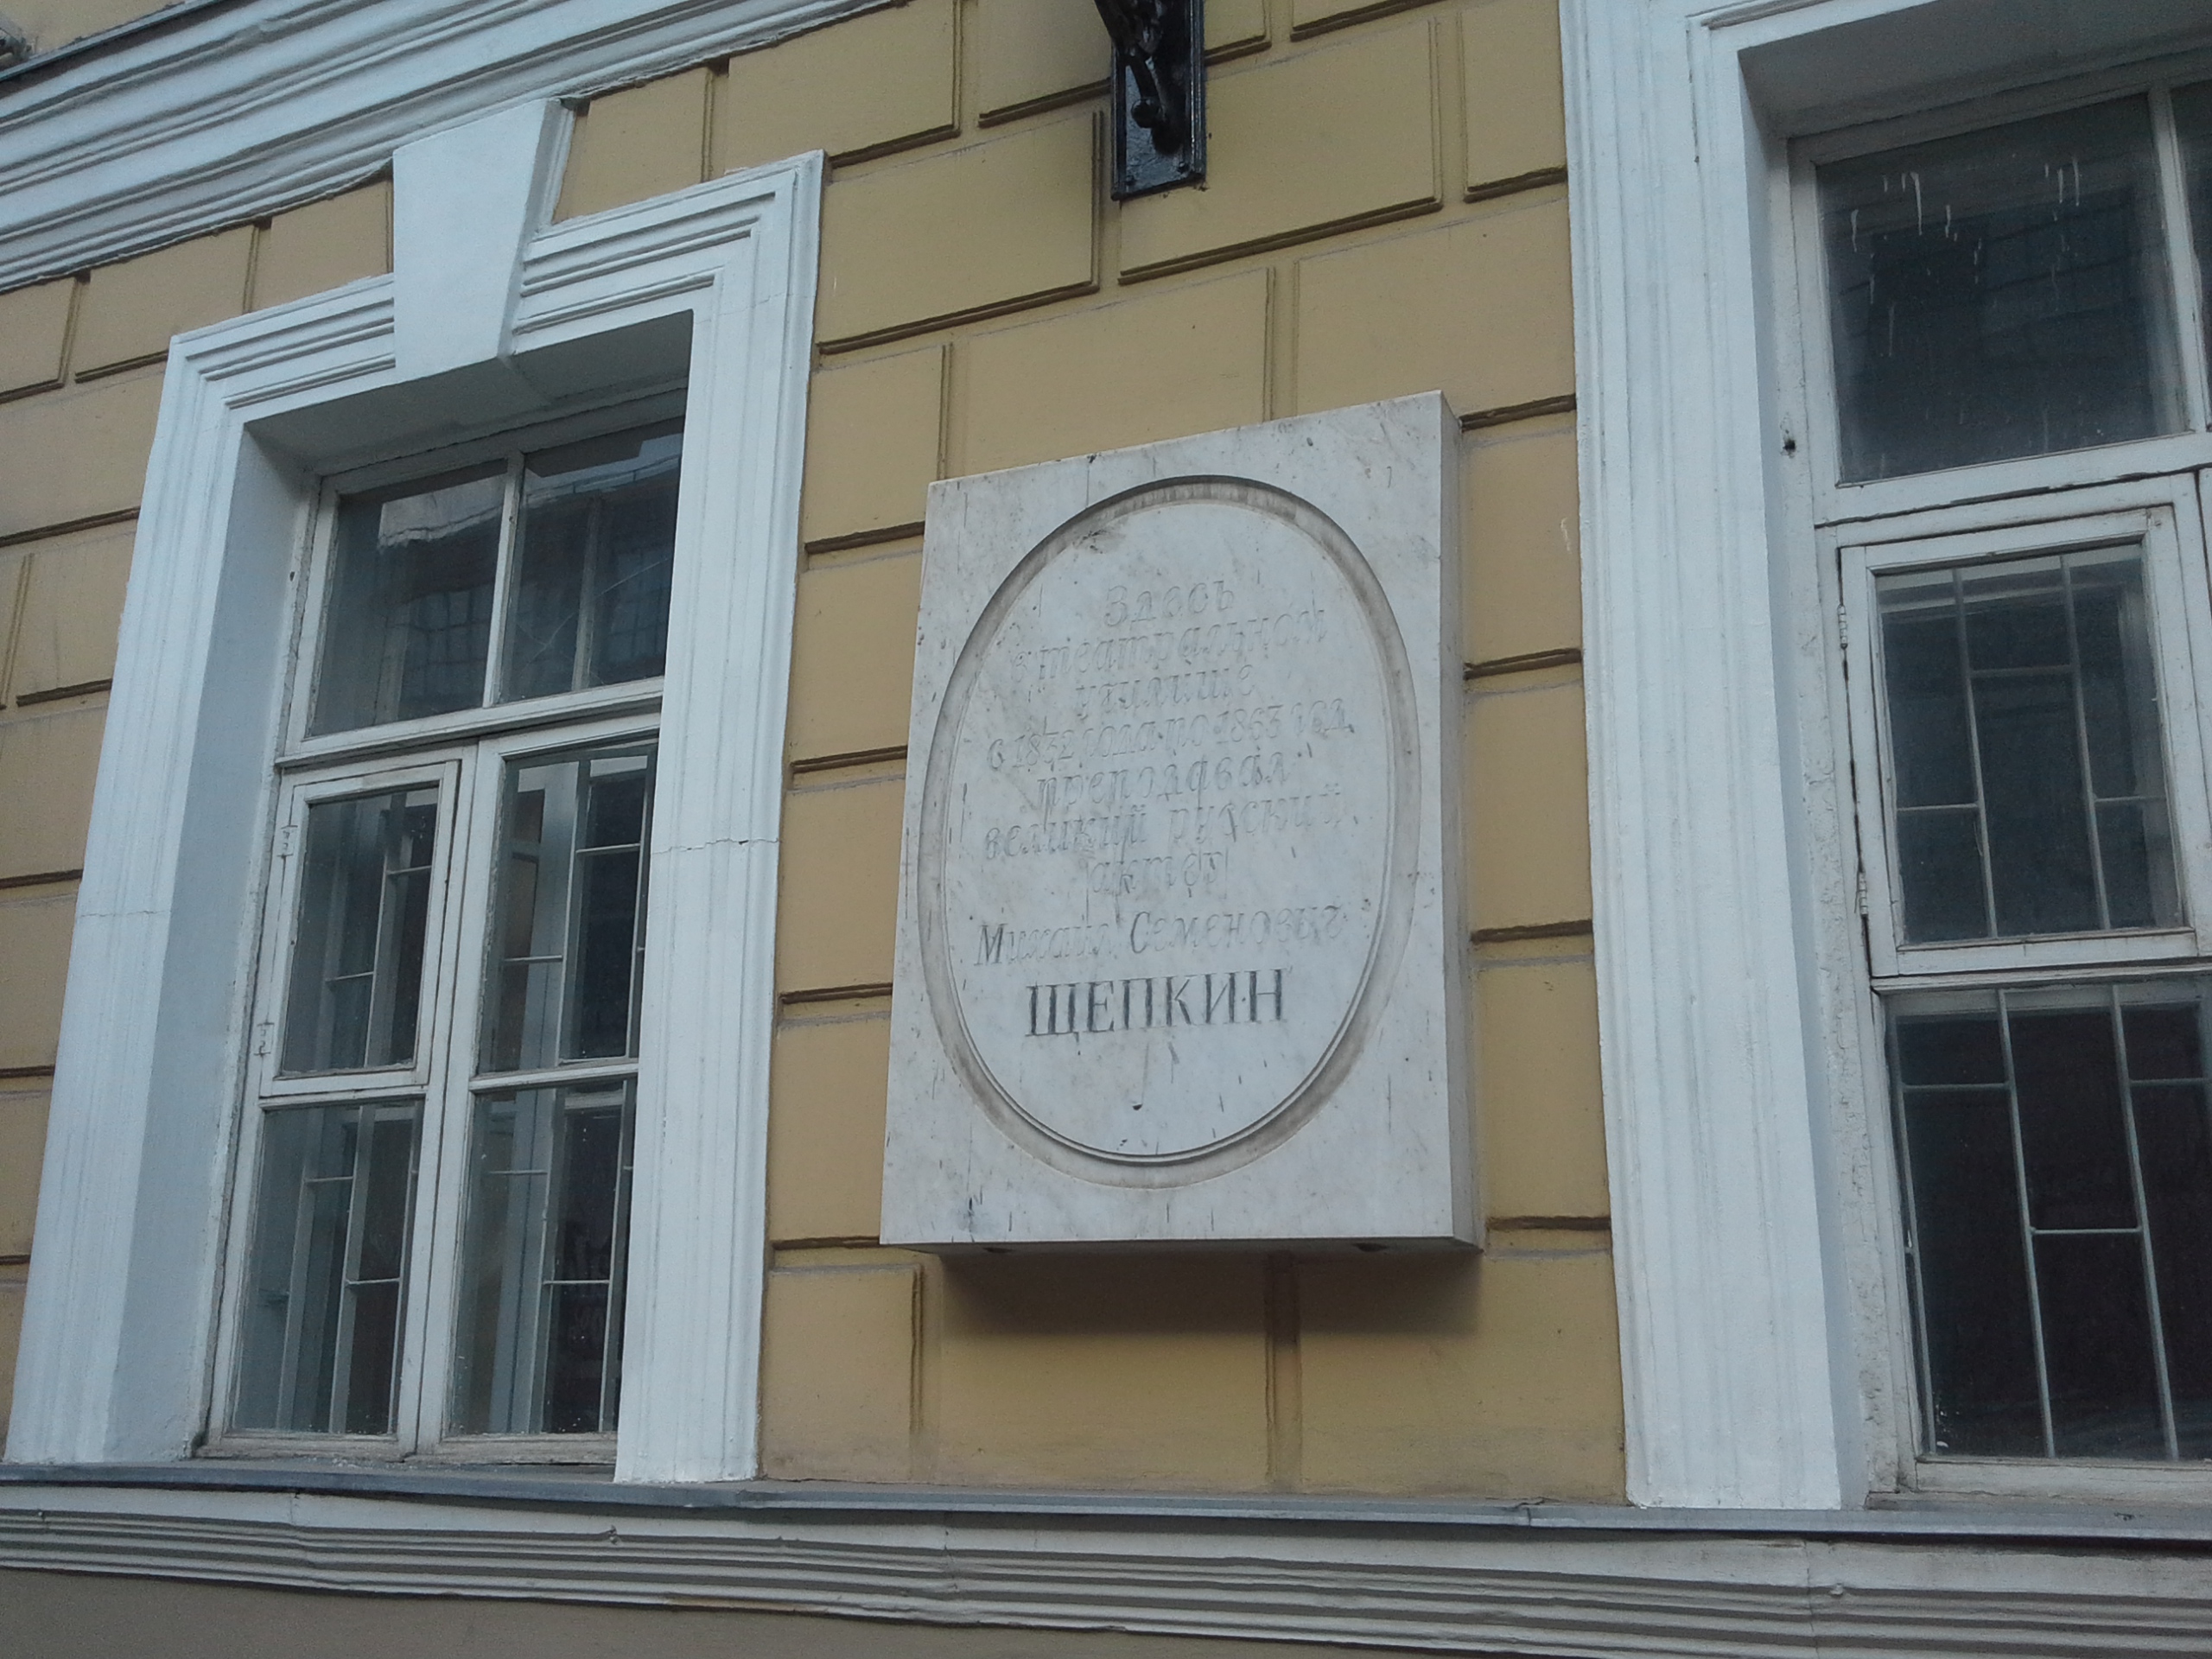 Здесь
в театральном
училище
с 1832 года по 1863 год
преподавал
великий русский
актер
Михаил Семенович
ЩЕПКИН